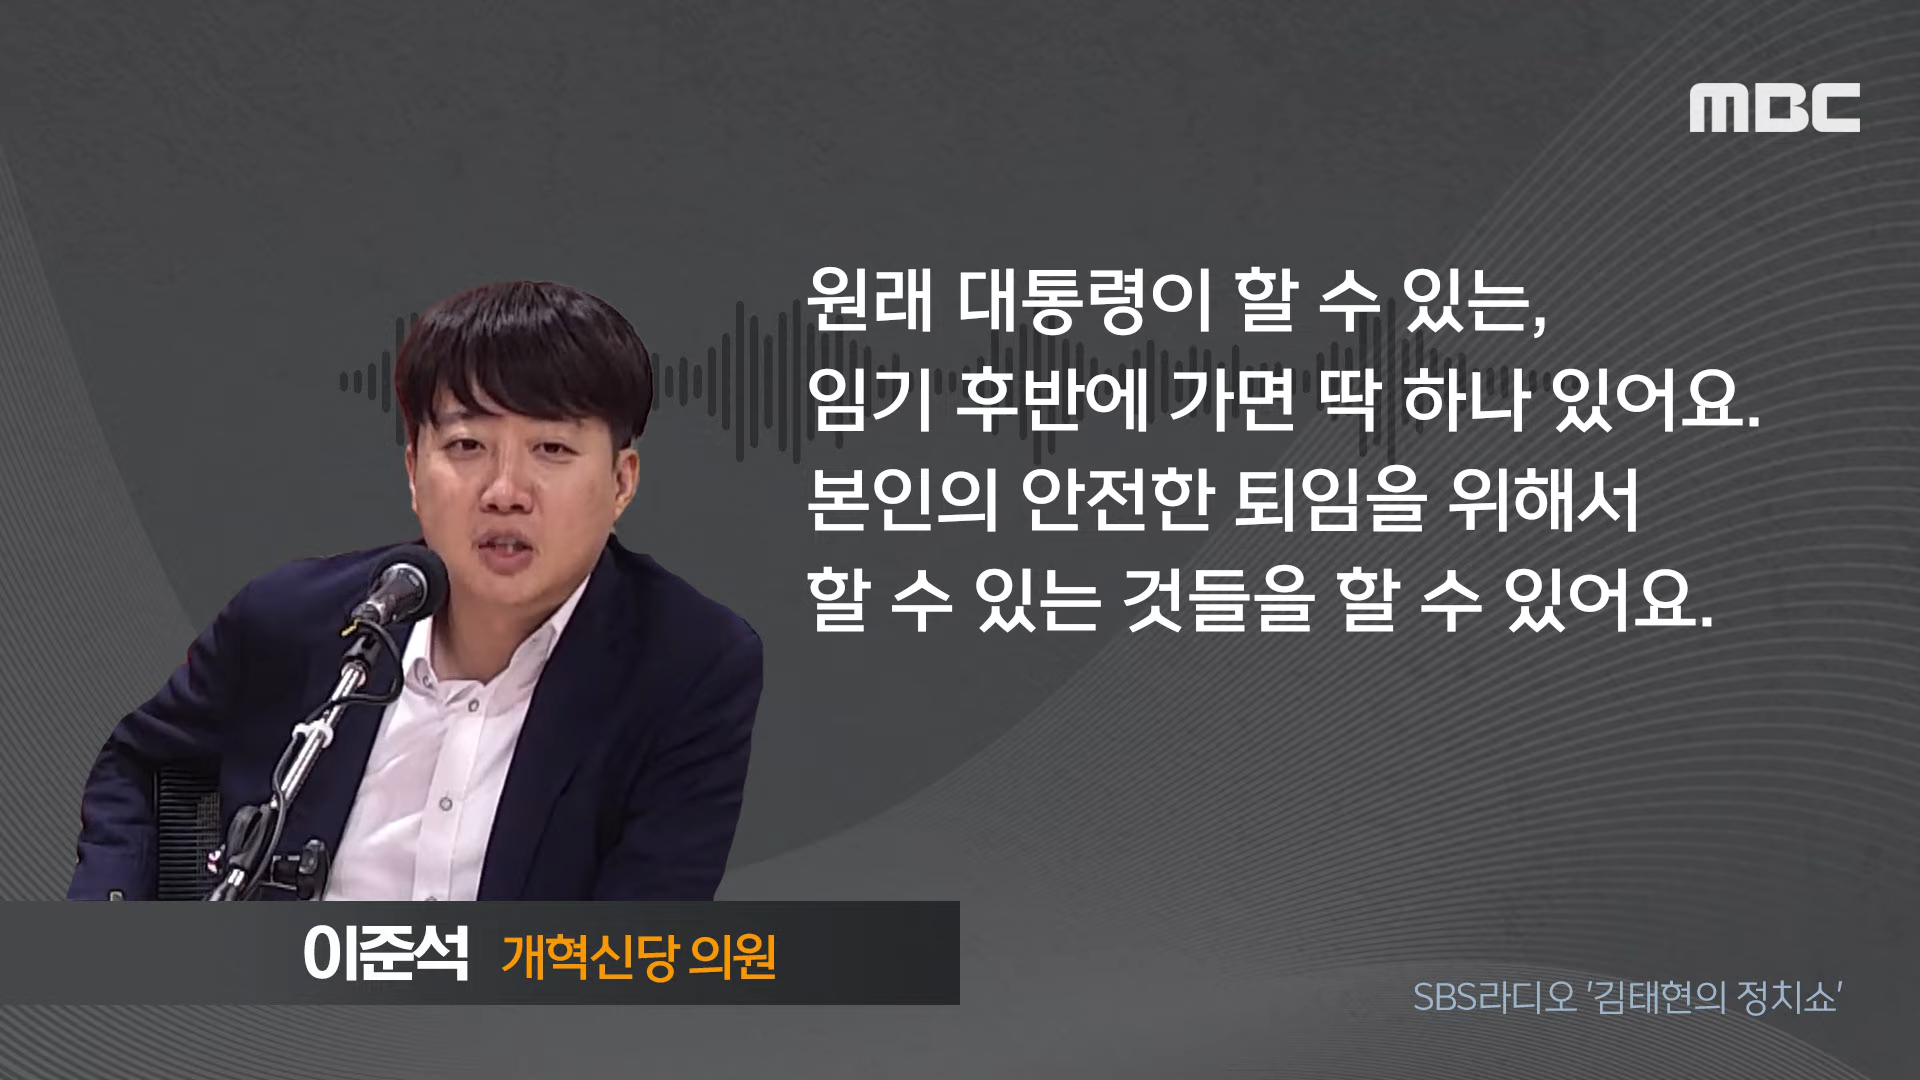 MBC
원래 대통령이 할 수 있는,
임기 후반에 가면 딱 하나 있어요.
본인의 안전한 퇴임을 위해서
할 수 있는 것들을 할 수 있어요.
이준석 개혁신당 의원
SBS라디오 '김태현의 정치쇼'